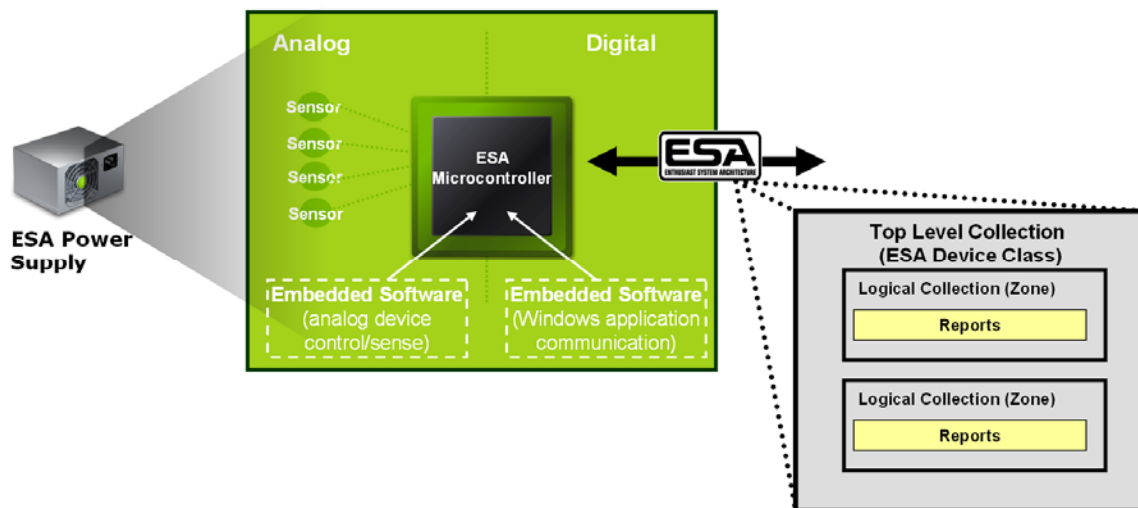 Analog
Digital
Sensor
Sensor
Sensor
Sensor
ESA
Microcontroller
ESA
ENTHUSIAST SYSTEM ARCHITECTURE
ESA Power
Supply
Embedded Software
(analog device
control/sense)
Embedded Software
(Windows application
communication)
Top Level Collection
(ESA Device Class)
Logical Collection (Zone)
Reports
Logical Collection (Zone)
Reports